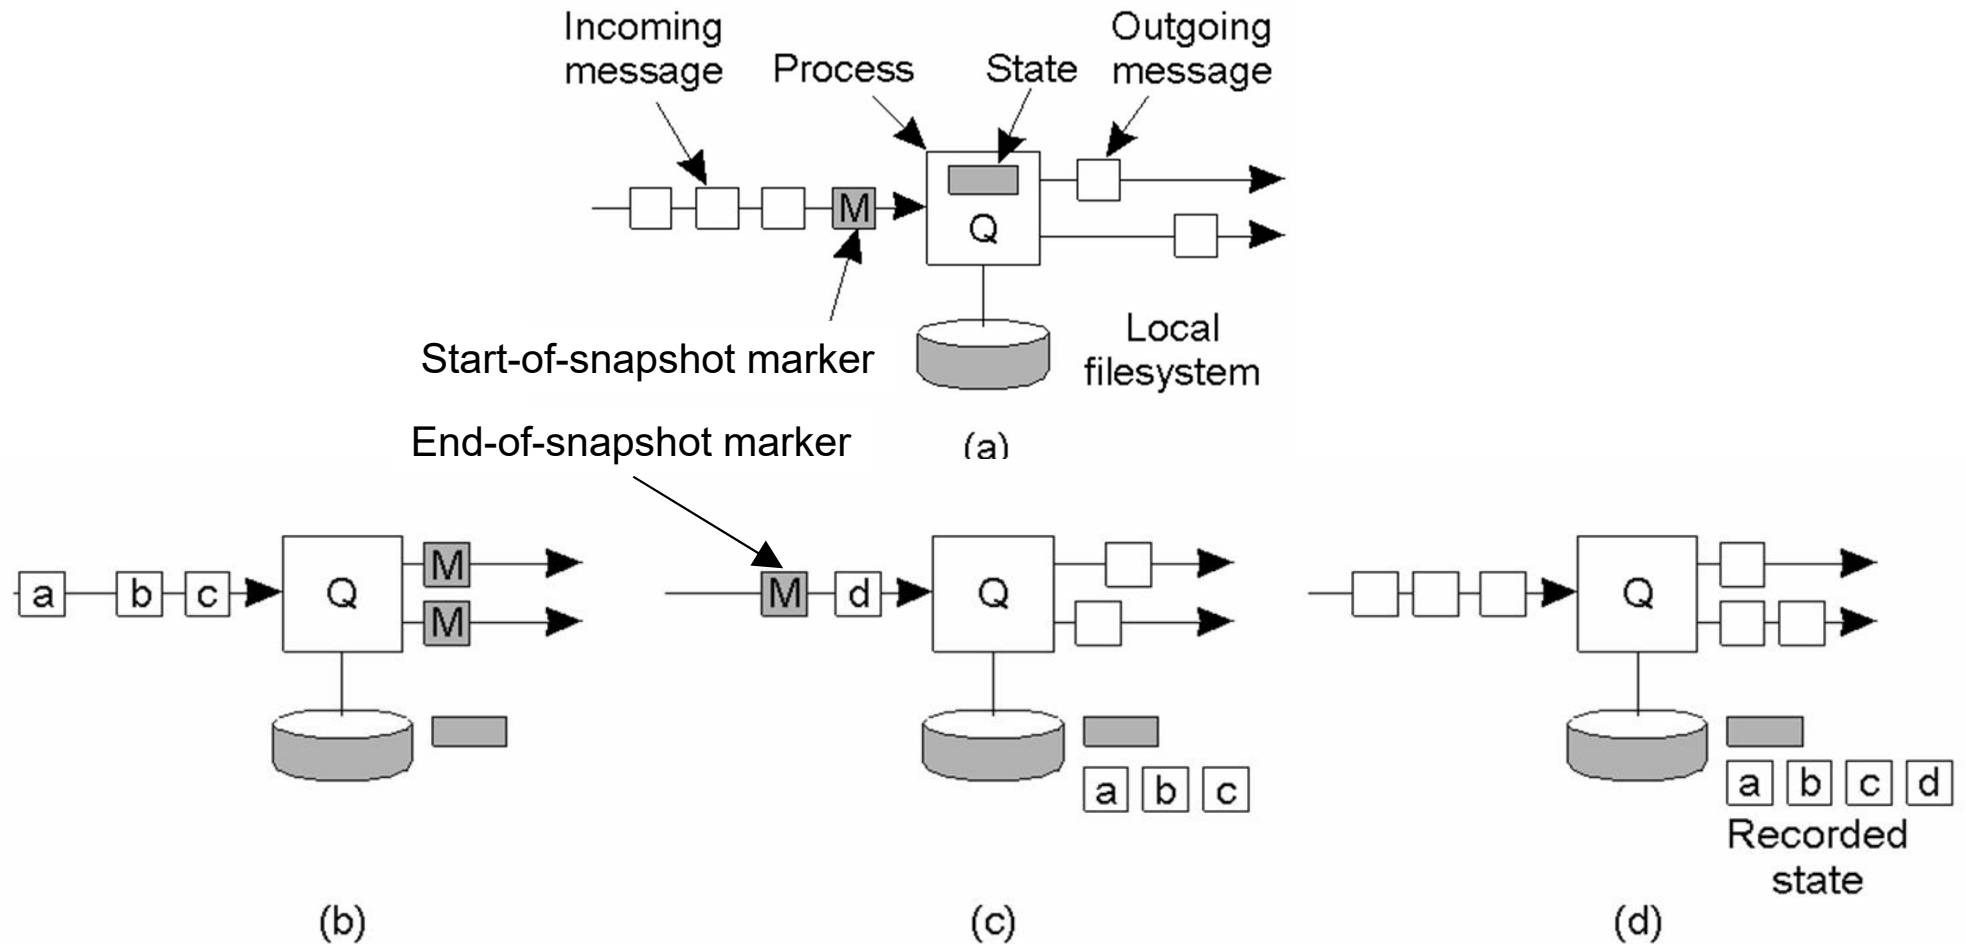 Incoming
message
Process
State
Outgoing
message
M
Q
Start-of-snapshot marker
Local
filesystem
(a)
End-of-snapshot marker
a b c
Q
M
M
(b)
M d
Q
a b c
(c)
Q
a b c d
Recorded
state
(d)